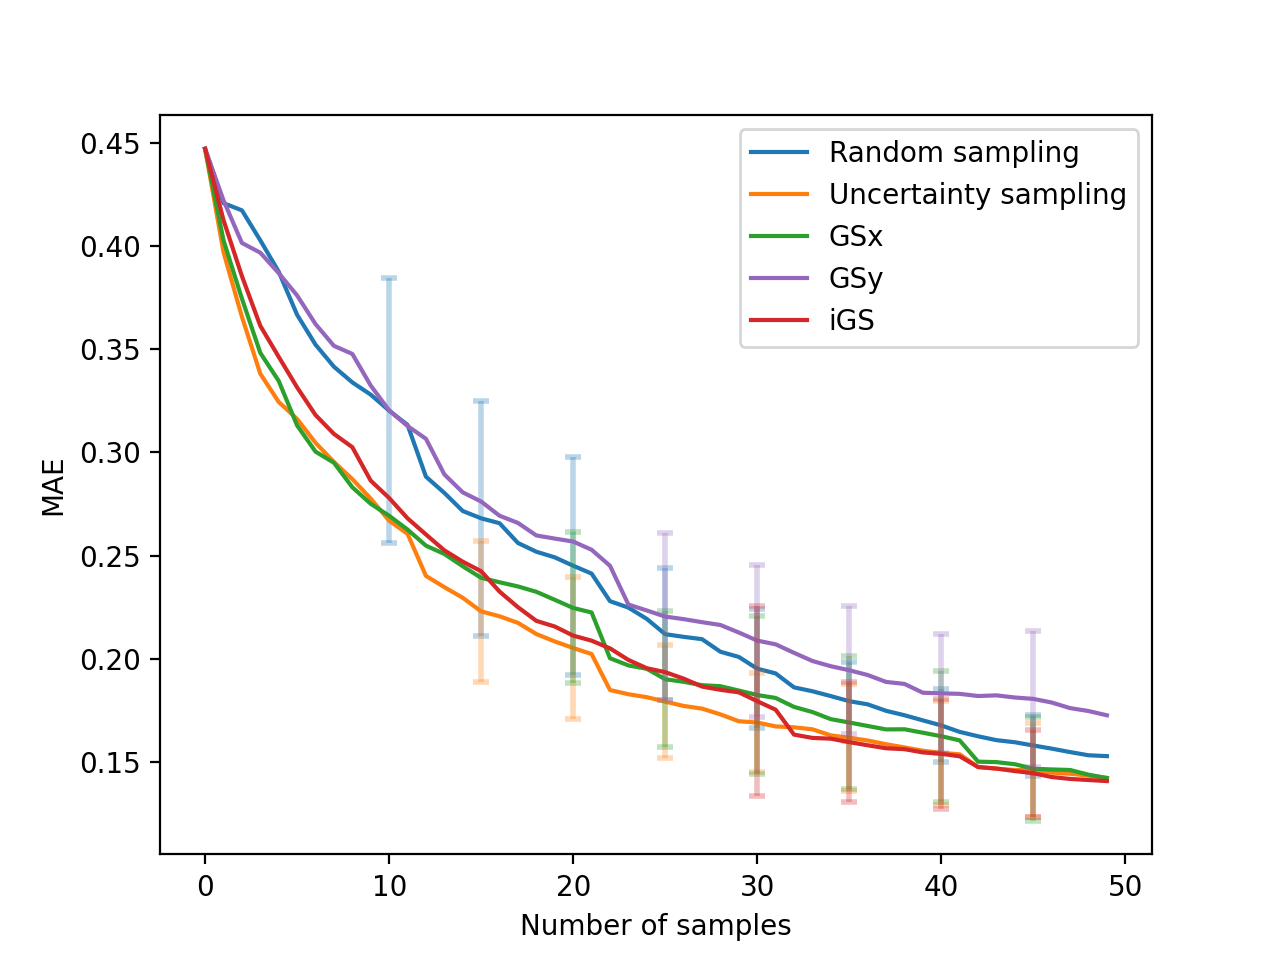 Random sampling
Uncertainty sampling
GSx
GSy
iGS
0.45
0.40
0.35
0.30
0.25
0.20
0.15
MAE
0 10 20 30 40 50
Number of samples